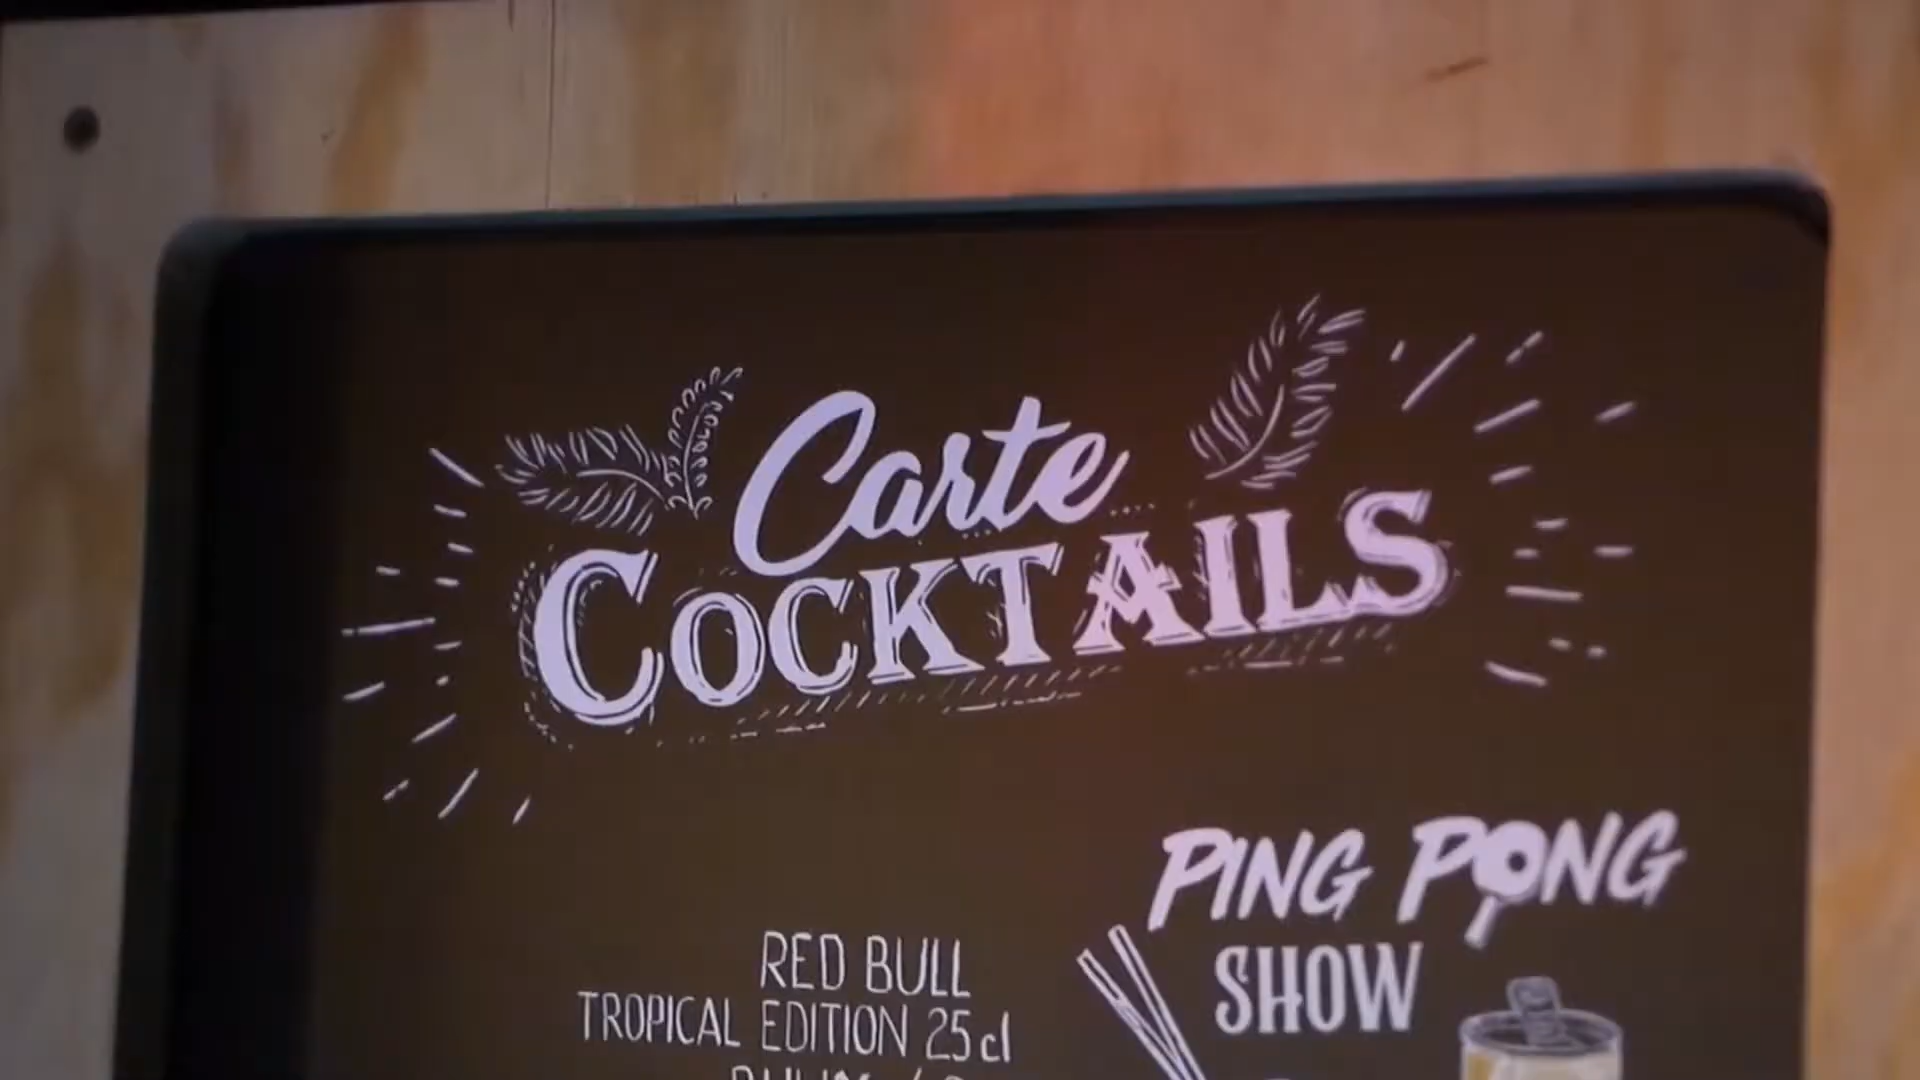 Carte
COCKTAILS
PING PONG
SHOW
RED BULL
TROPICAL EDITION 25cl